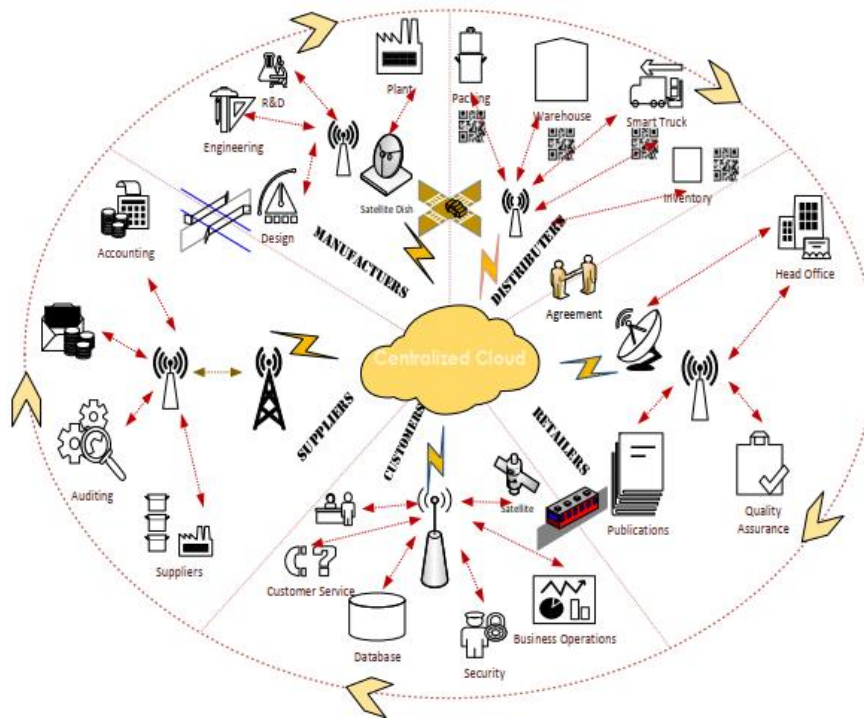 R&D
Plant
Packing
Warehouse
Smart Truck
Engineering
Satellite Dish
Inventory
Accounting
Design
MANUFACTUERS
DISTRIBUTERS
Head Office
Agreement
Centralized Cloud
SUPPLIERS
CUSTOMERS
RETAILERS
Auditing
Satellite
Publications
Quality
Assurance
Suppliers
Customer Service
Business Operations
Database
Security